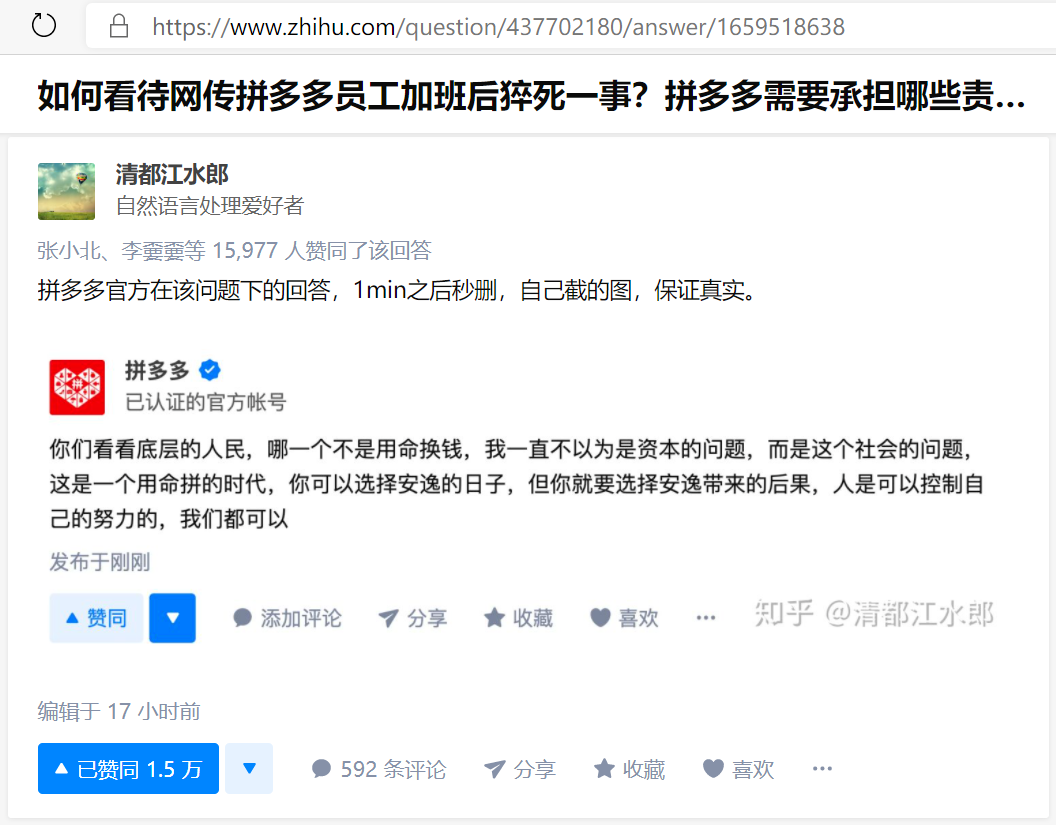 https://www.zhihu.com/question/437702180/answer/1659518638
如何看待网传拼多多员工加班后猝死一事？拼多多需要承担哪些责...
清都江水郎
自然语言处理爱好者
张小北、李霎霎等 15,977 人赞同了该回答
拼多多官方在该问题下的回答，1min之后秒删，自己截的图，保证真实。
拼
拼多多
已认证的官方帐号
你们看看底层的人民，哪一个不是用命换钱，我一直不以为是资本的问题，而是这个社会的问题，
这是一个用命拼的时代，你可以选择安逸的日子，但你就要选择安逸带来的后果，人是可以控制自
己的努力的，我们都可以
发布于刚刚
赞同 添加评论 分享 收藏 喜欢 ···
知乎 @清都江水郎
编辑于 17 小时前
已赞同 1.5 万 592 条评论 分享 收藏 喜欢 ···